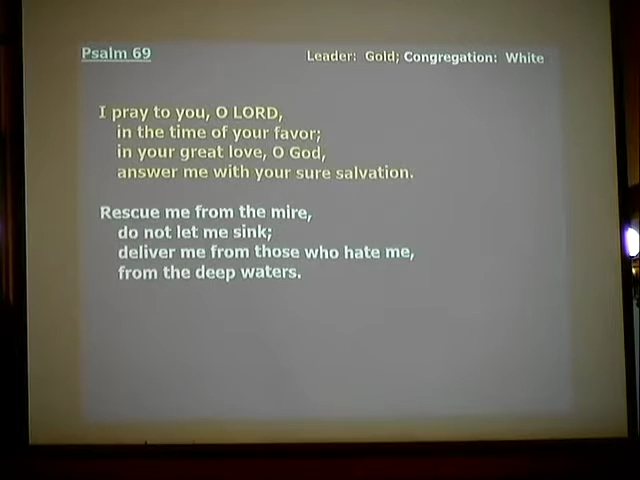 Psalm 69
Leader: Gold; Congregation: White
I pray to you, O LORD,
in the time of your favor;
in your great love, O God,
answer me with your sure salvation.
Rescue me from the mire,
do not let me sink;
deliver me from those who hate me,
from the deep waters.